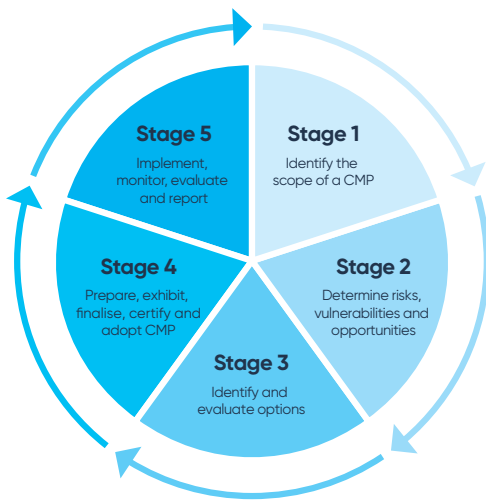 Stage 1
Identify the
scope of a CMP
Stage 2
Determine risks,
vulnerabilities and
opportunities
Stage 3
Identify and
evaluate options
Stage 4
Prepare, exhibit,
finalise, certify and
adopt CMP
Stage 5
Implement,
monitor, evaluate
and report